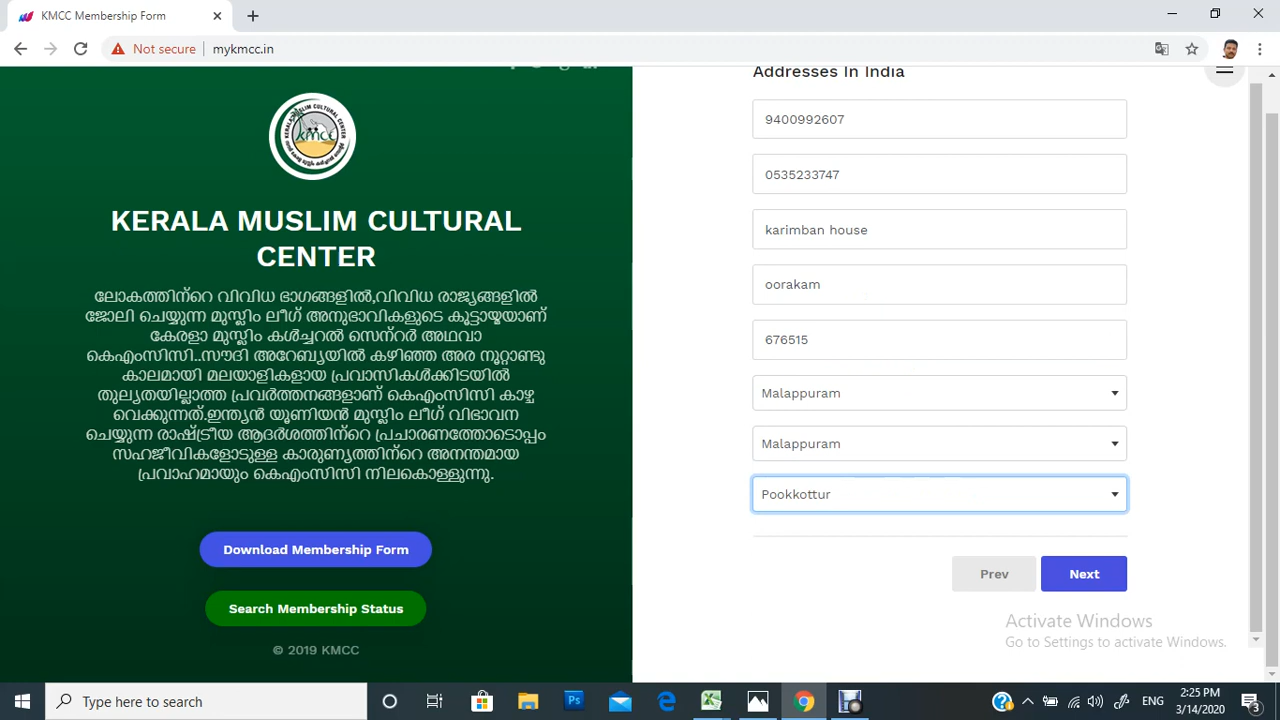 KMCC Membership Form
Not secure
mykmcc.in
kmcc
KERALA MUSLIM CULTURAL
CENTER
ലോകത്തിന്റെ വിവിധ ഭാഗങ്ങളിൽ,വിവിധ രാജ്യങ്ങളിൽ
ജോലി ചെയ്യുന്ന മുസ്ലിം ലീഗ് അനുഭാവികളുടെ കൂട്ടായ്മയാണ്
കേരളാ മുസ്ലിം കൾച്ചറൽ സെന്റർ അഥവാ
കെഎംസിസി..സൗദി അറേബ്യയിൽ കഴിഞ്ഞ അര നൂറ്റാണ്ടു
കാലമായി മലയാളികളായ പ്രവാസികൾക്കിടയിൽ
തുല്യതയില്ലാത്ത പ്രവർത്തനങ്ങളാണ് കെഎംസിസി കാഴ്ച
വെക്കുന്നത്.ഇന്ത്യൻ യൂണിയൻ മുസ്ലിം ലീഗ് വിഭാവന
ചെയ്യുന്ന രാഷ്ട്രീയ ആദർശത്തിന്റെ പ്രചാരണത്തോടൊപ്പം
സഹജീവികളോടുള്ള കാരുണ്യത്തിന്റെ അനന്തമായ
പ്രവാഹമായും കെഎംസിസി നിലകൊള്ളുന്നു.
Download Membership Form
Search Membership Status
© 2019 KMCC
Addresses In India
9400992607
0535233747
karimban house
oorakam
676515
Malappuram
Malappuram
Pookkottur
Prev
Next
Activate Windows
Go to Settings to activate Windows.
Type here to search
ENG
2:25 PM
3/14/2020
3